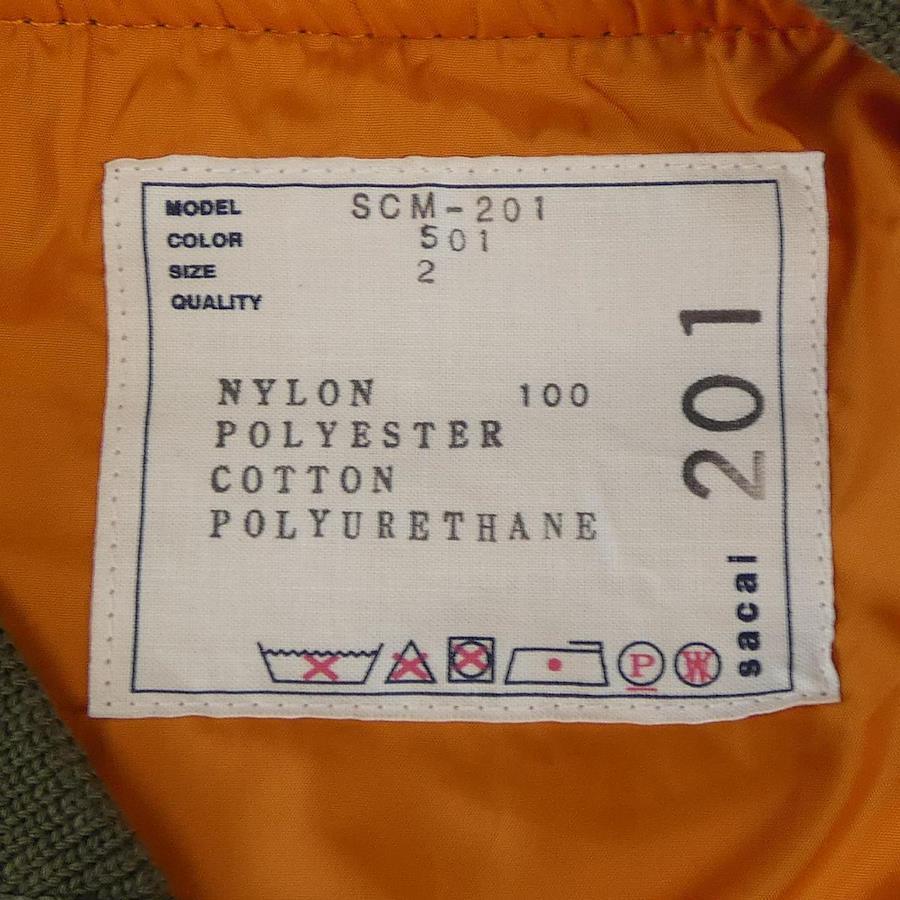 MODEL SCM-201
COLOR 501
SIZE 2
QUALITY
NYLON 100
POLYESTER
COTTON
POLYURETHANE
201
sacai
P
W